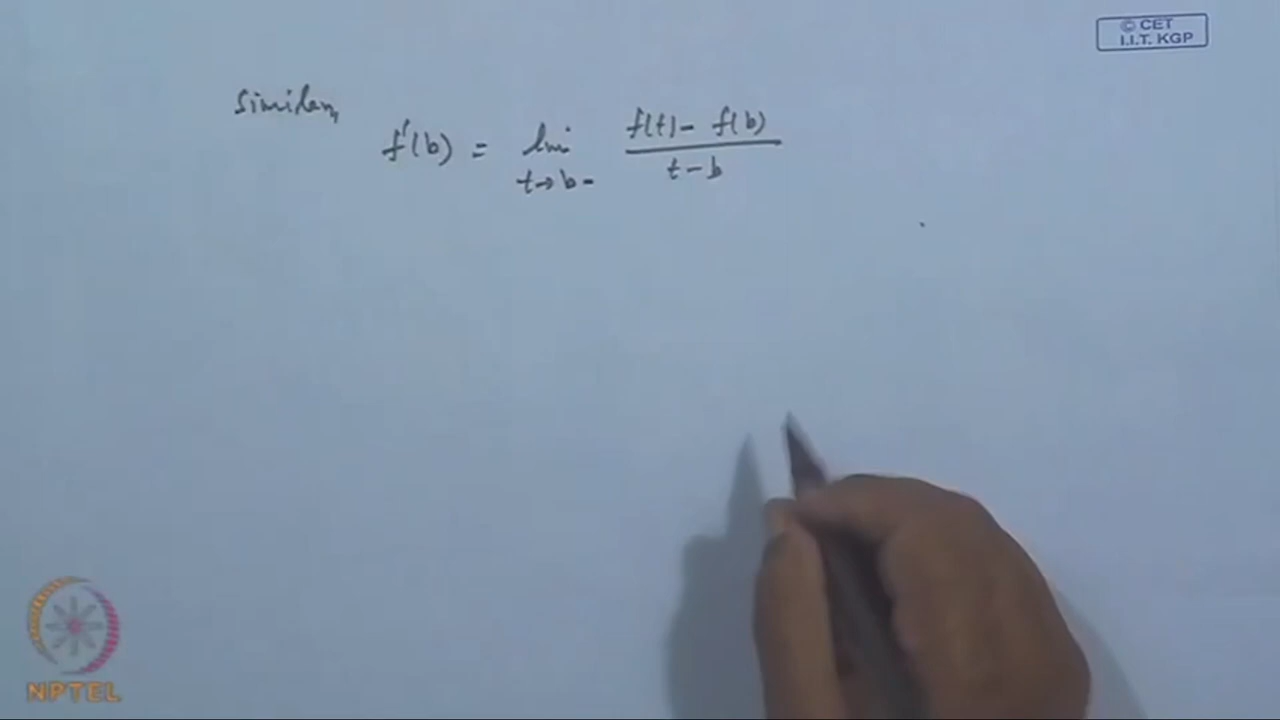 © CET
I.I.T. KGP
Similarly
f'(b) = lim t→b- f(t) - f(b) / t - b
NPTEL